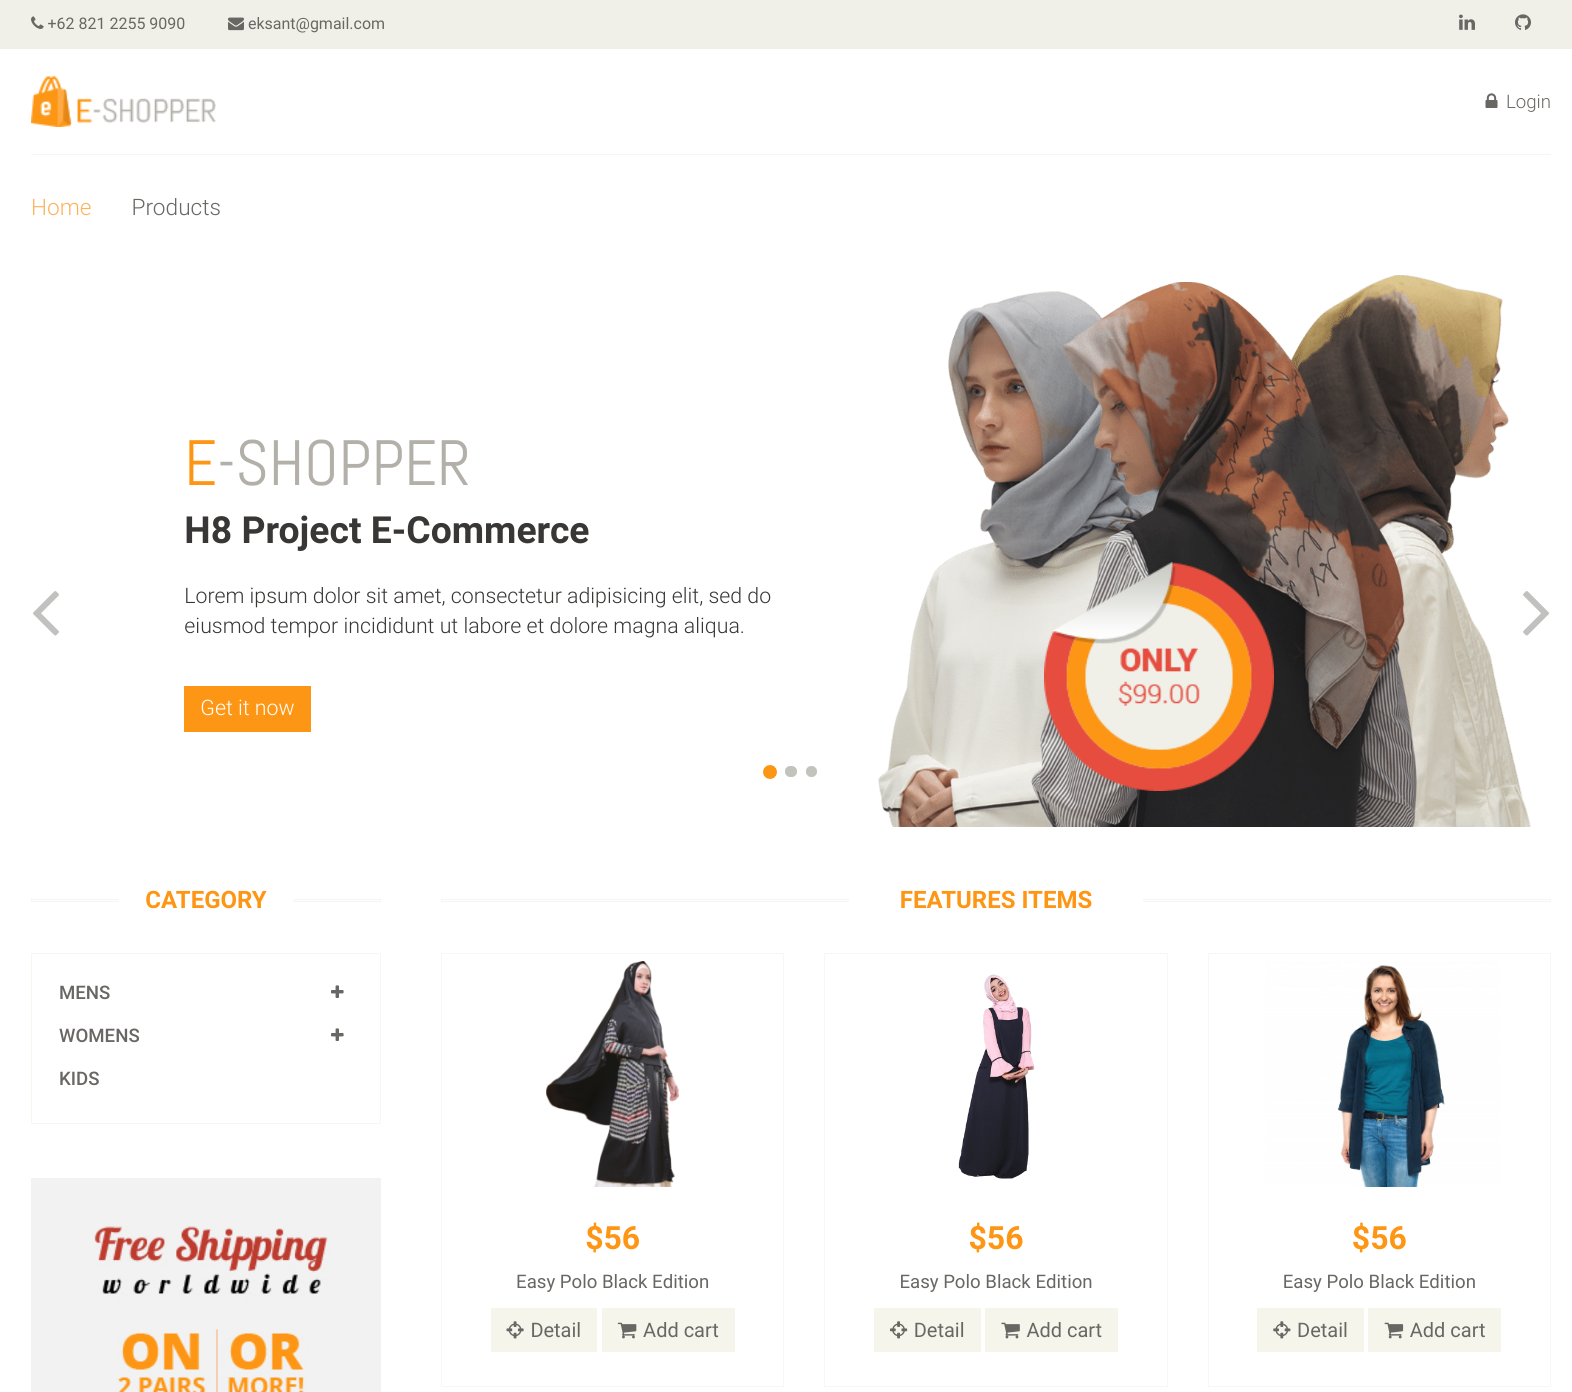 +62 821 2255 9090
eksant@gmail.com
e E-SHOPPER
Login
Home
Products
E-SHOPPER
H8 Project E-Commerce
Lorem ipsum dolor sit amet, consectetur adipisicing elit, sed do
eiusmod tempor incididunt ut labore et dolore magna aliqua.
Get it now
ONLY
$99.00
CATEGORY
MENS
WOMENS
KIDS
Free Shipping
worldwide
ON OR
2 PAIRS MORE!
FEATURES ITEMS
$56
Easy Polo Black Edition
Detail Add cart
$56
Easy Polo Black Edition
Detail Add cart
$56
Easy Polo Black Edition
Detail Add cart